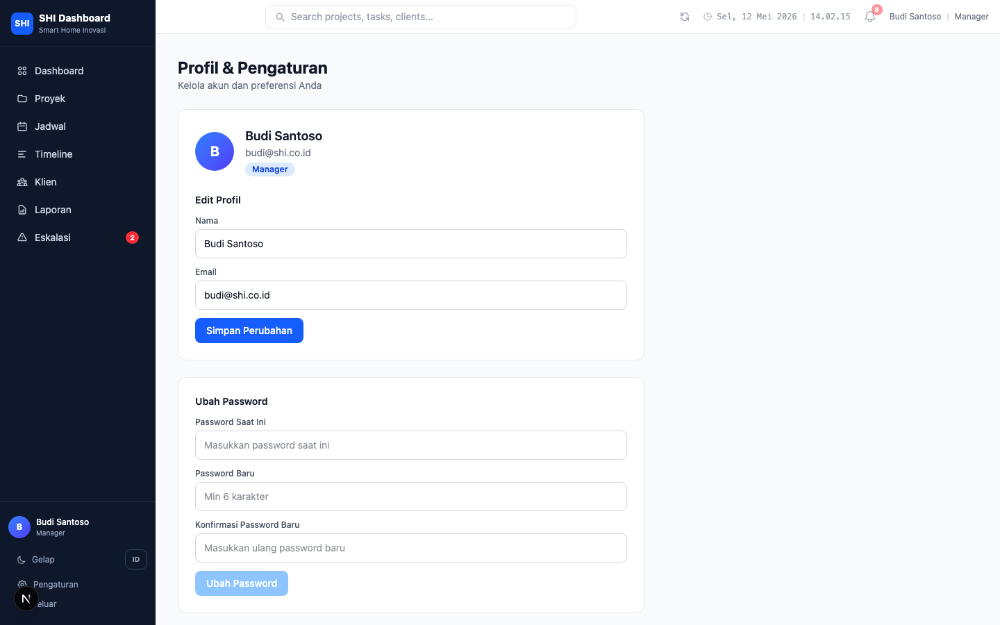 SHI
SHI Dashboard
Smart Home Inovasi
Dashboard
Proyek
Jadwal
Timeline
Klien
Laporan
Eskalasi 2
B
Budi Santoso
Manager
Gelap ID
Pengaturan
N eluar
Search projects, tasks, clients...
Sel, 12 Mei 2026 | 14.02.15
8
Budi Santoso | Manager
Profil & Pengaturan
Kelola akun dan preferensi Anda
B
Budi Santoso
budi@shi.co.id
Manager
Edit Profil
Nama
Budi Santoso
Email
budi@shi.co.id
Simpan Perubahan
Ubah Password
Password Saat Ini
Masukkan password saat ini
Password Baru
Min 6 karakter
Konfirmasi Password Baru
Masukkan ulang password baru
Ubah Password